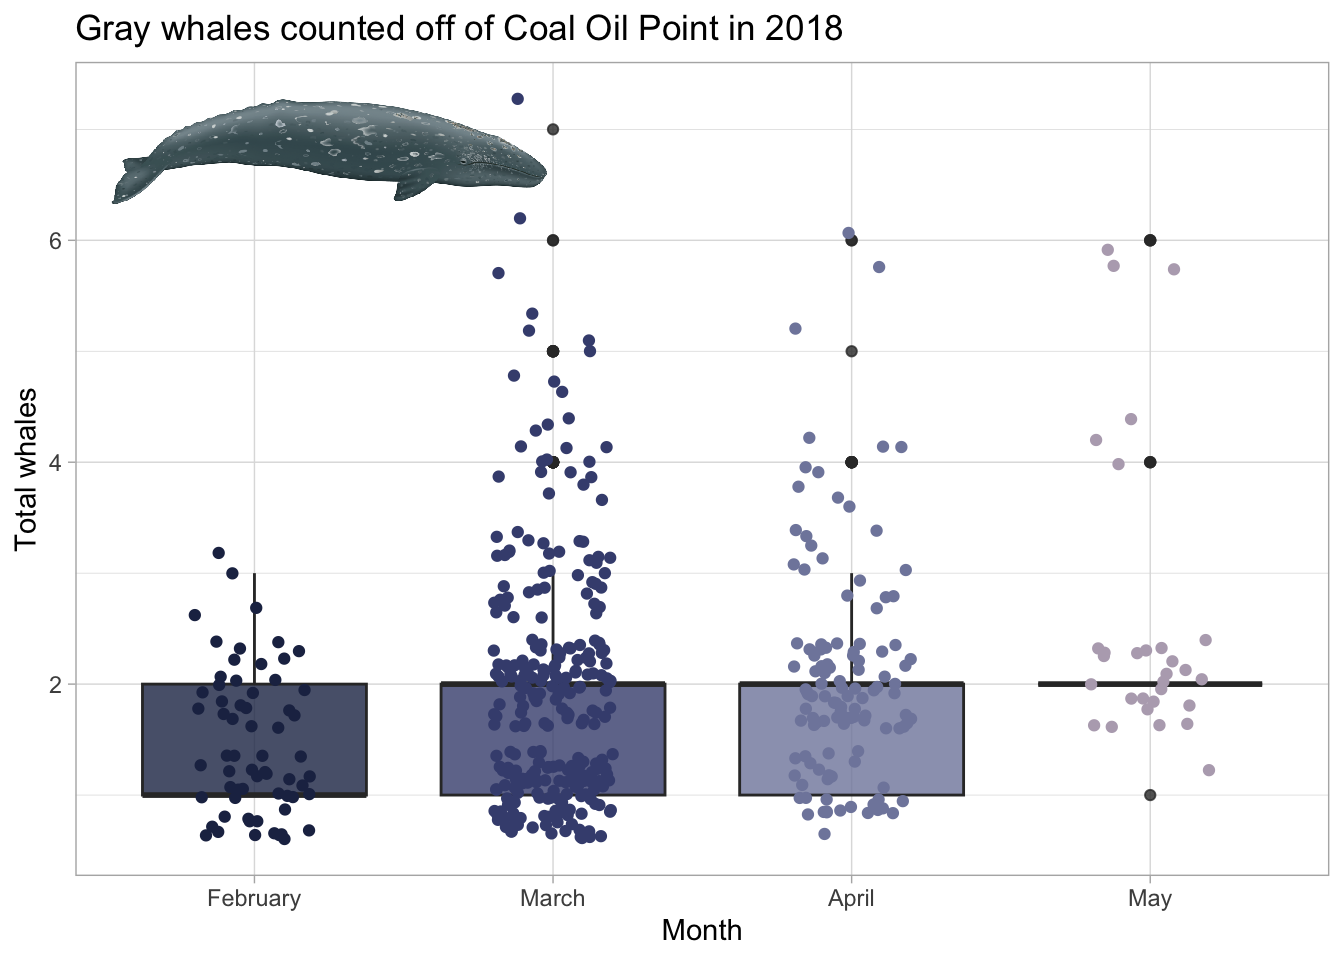 Gray whales counted off of Coal Oil Point in 2018
6
4
2
Total whales
February March April May
Month